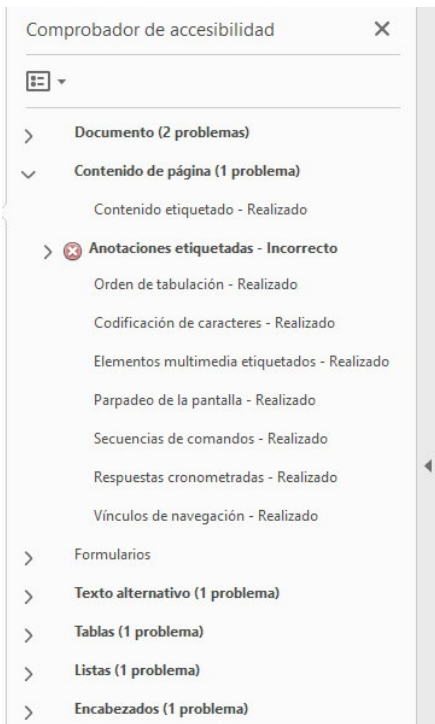 Comprobador de accesibilidad
Documento (2 problemas)
Contenido de página (1 problema)
Contenido etiquetado - Realizado
Anotaciones etiquetadas - Incorrecto
Orden de tabulación - Realizado
Codificación de caracteres - Realizado
Elementos multimedia etiquetados - Realizado
Parpadeo de la pantalla - Realizado
Secuencias de comandos - Realizado
Respuestas cronometradas - Realizado
Vínculos de navegación - Realizado
Formularios
Texto alternativo (1 problema)
Tablas (1 problema)
Listas (1 problema)
Encabezados (1 problema)